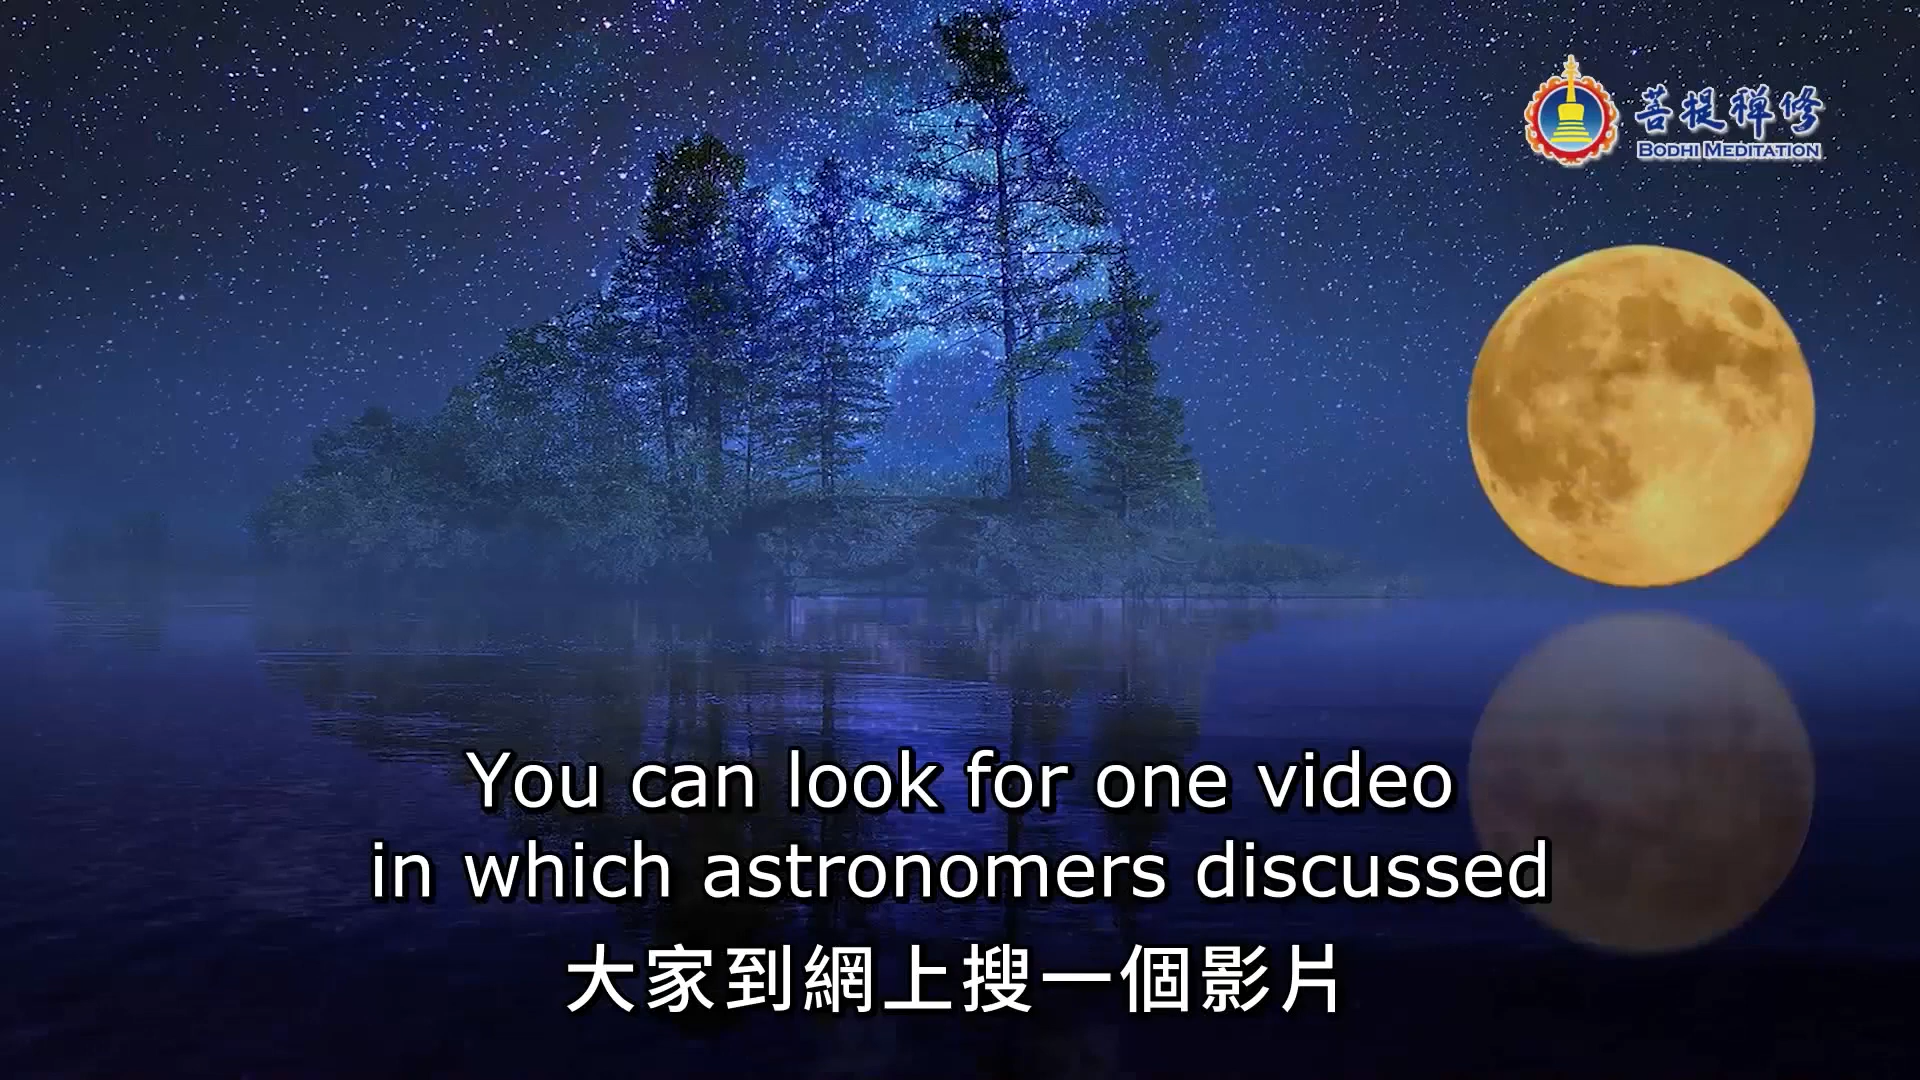 菩提禪修
BODHI MEDITATION
You can look for one video
in which astronomers discussed
大家到網上搜一個影片